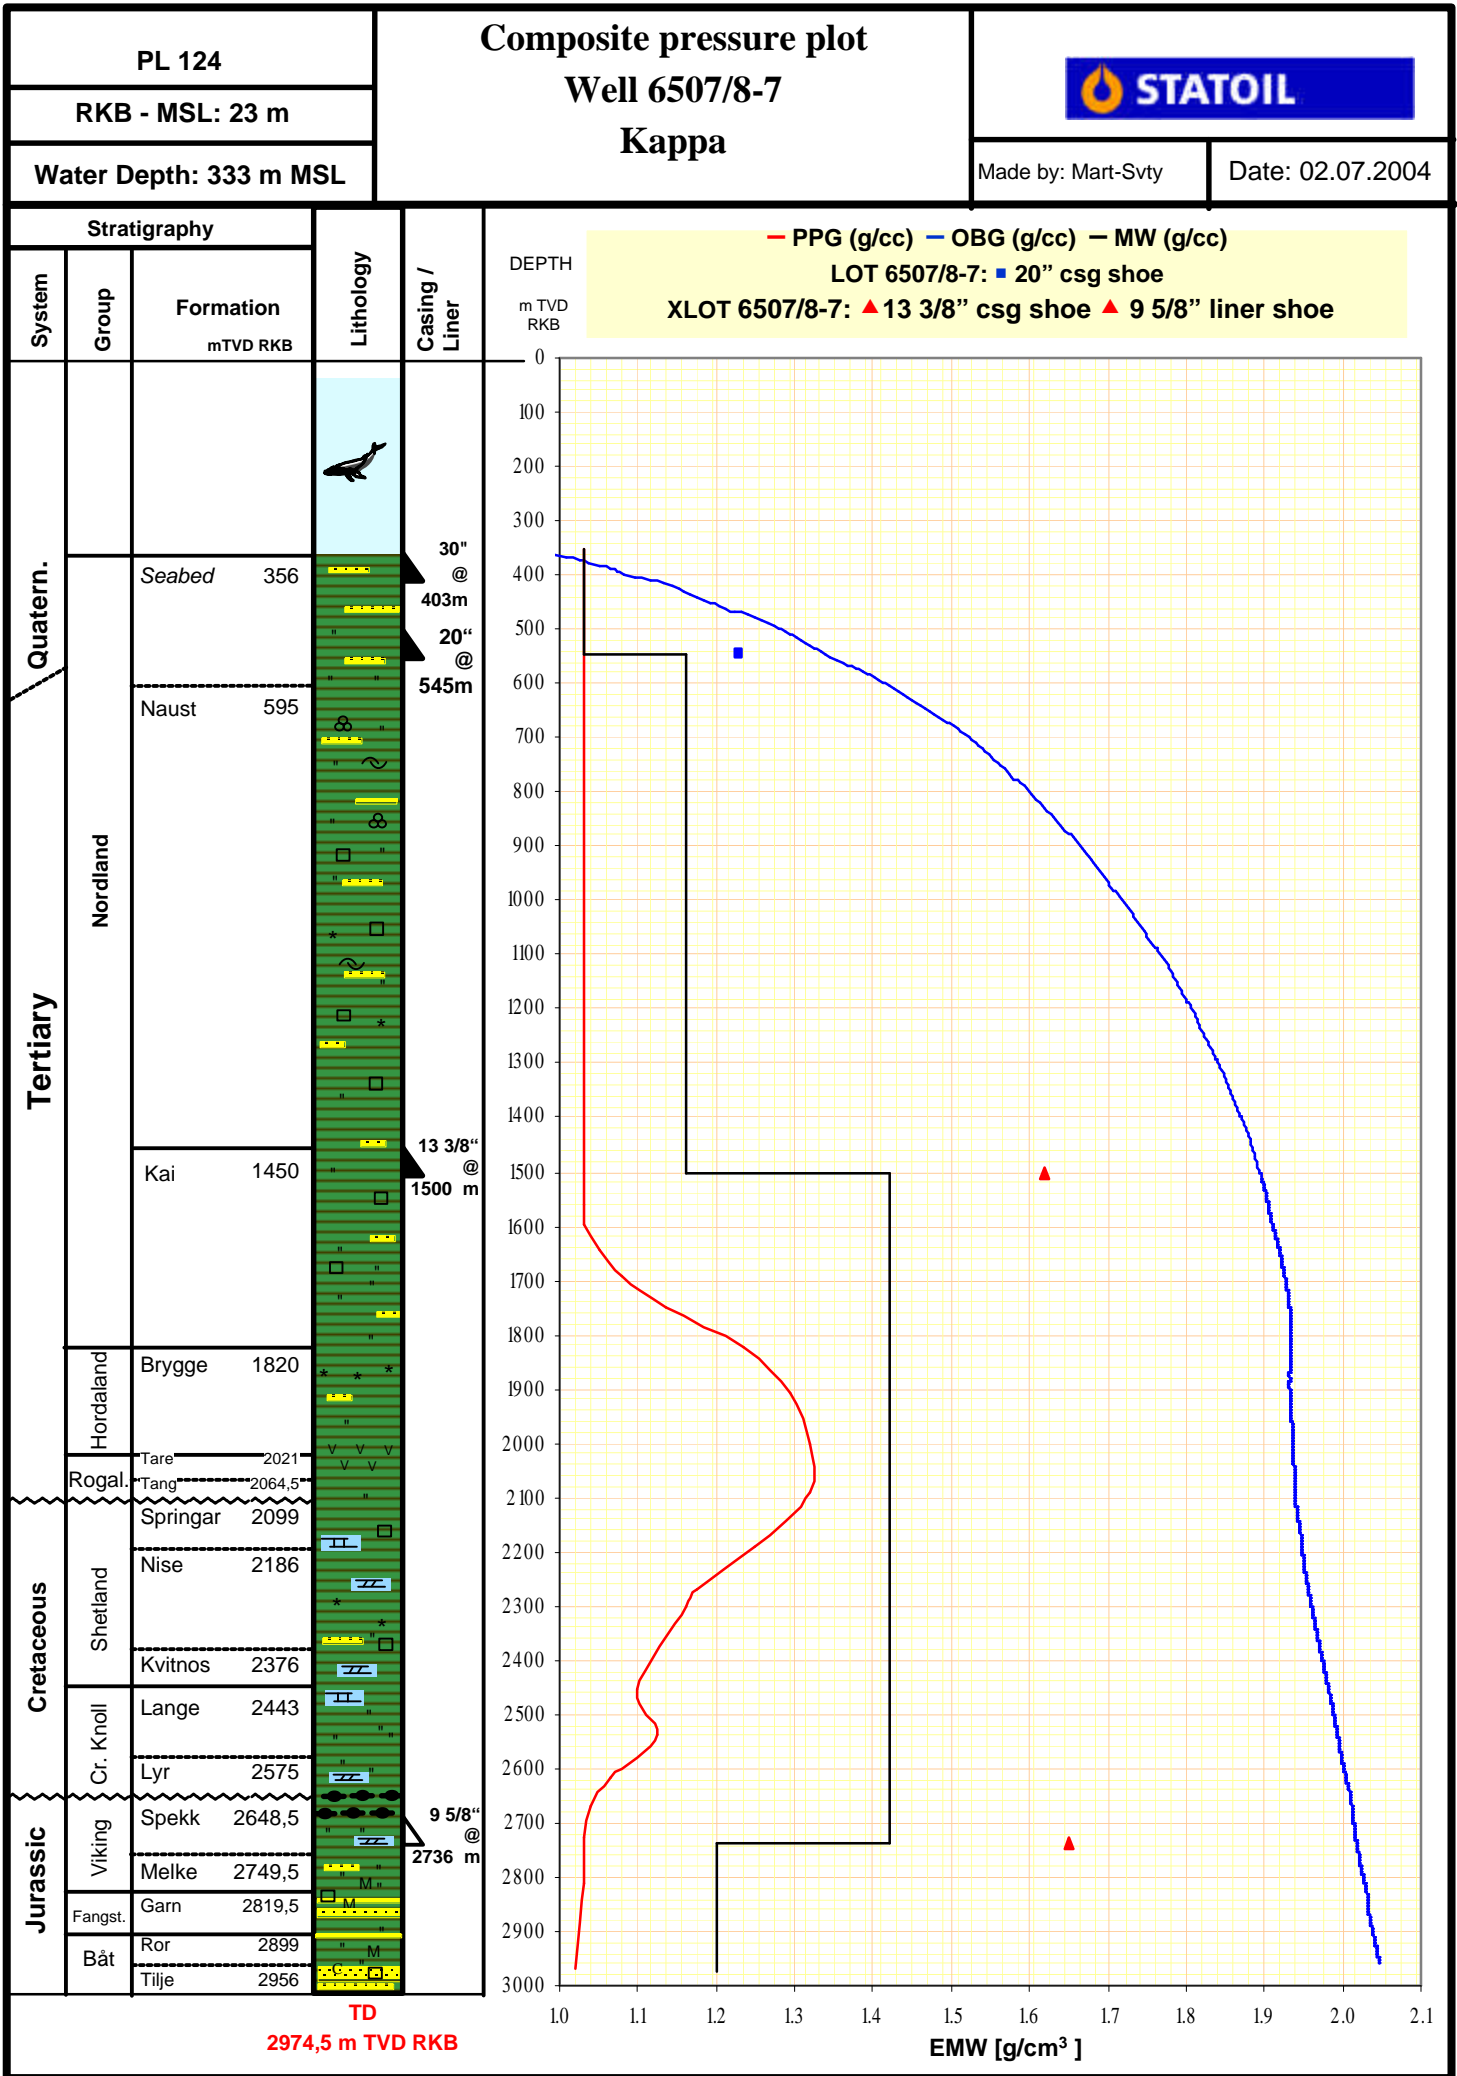 PL 124
RKB - MSL: 23 m
Water Depth: 333 m MSL
Composite pressure plot
Well 6507/8-7
Kappa
STATOIL
Made by: Mart-Svty
Date: 02.07.2004
Stratigraphy
System
Group
Formation
mTVD RKB
Lithology
Casing /
Liner
DEPTH
m TVD
RKB
PPG (g/cc) OBG (g/cc) MW (g/cc)
LOT 6507/8-7: 20” csg shoe
XLOT 6507/8-7: 13 3/8” csg shoe 9 5/8” liner shoe
Quatern.
Tertiary
Cretaceous
Jurassic
Nordland
Hordaland
Rogal.
Shetland
Cr. Knoll
Viking
Fangst.
Båt
Seabed 356
Naust 595
Kai 1450
Brygge 1820
Tare 2021
Tang 2064,5
Springar 2099
Nise 2186
Kvitnos 2376
Lange 2443
Lyr 2575
Spekk 2648,5
Melke 2749,5
Garn 2819,5
Ror 2899
Tilje 2956
V V V
V V
M
M
M
C
30"
@
403m
20“
@
545m
13 3/8“
@
1500 m
9 5/8“
@
2736 m
TD
2974,5 m TVD RKB
0
100
200
300
400
500
600
700
800
900
1000
1100
1200
1300
1400
1500
1600
1700
1800
1900
2000
2100
2200
2300
2400
2500
2600
2700
2800
2900
3000
1.0 1.1 1.2 1.3 1.4 1.5 1.6 1.7 1.8 1.9 2.0 2.1
EMW [g/cm³ ]